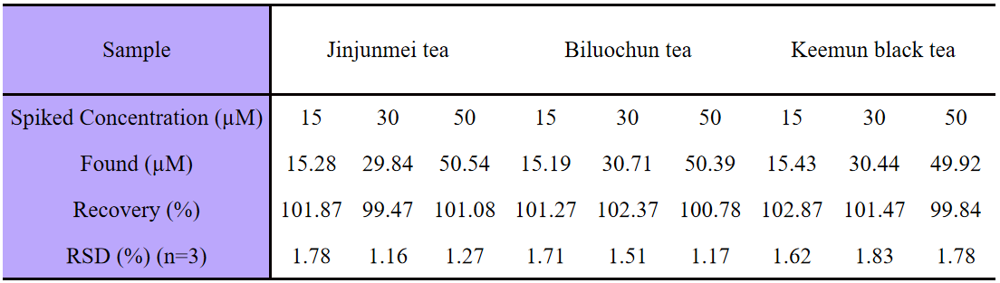 Sample Jinjunmei tea Biluochun tea Keemun black tea
Spiked Concentration (μM) 15 30 50 15 30 50 15 30 50
Found (μM) 15.28 29.84 50.54 15.19 30.71 50.39 15.43 30.44 49.92
Recovery (%) 101.87 99.47 101.08 101.27 102.37 100.78 102.87 101.47 99.84
RSD (%) (n=3) 1.78 1.16 1.27 1.71 1.51 1.17 1.62 1.83 1.78